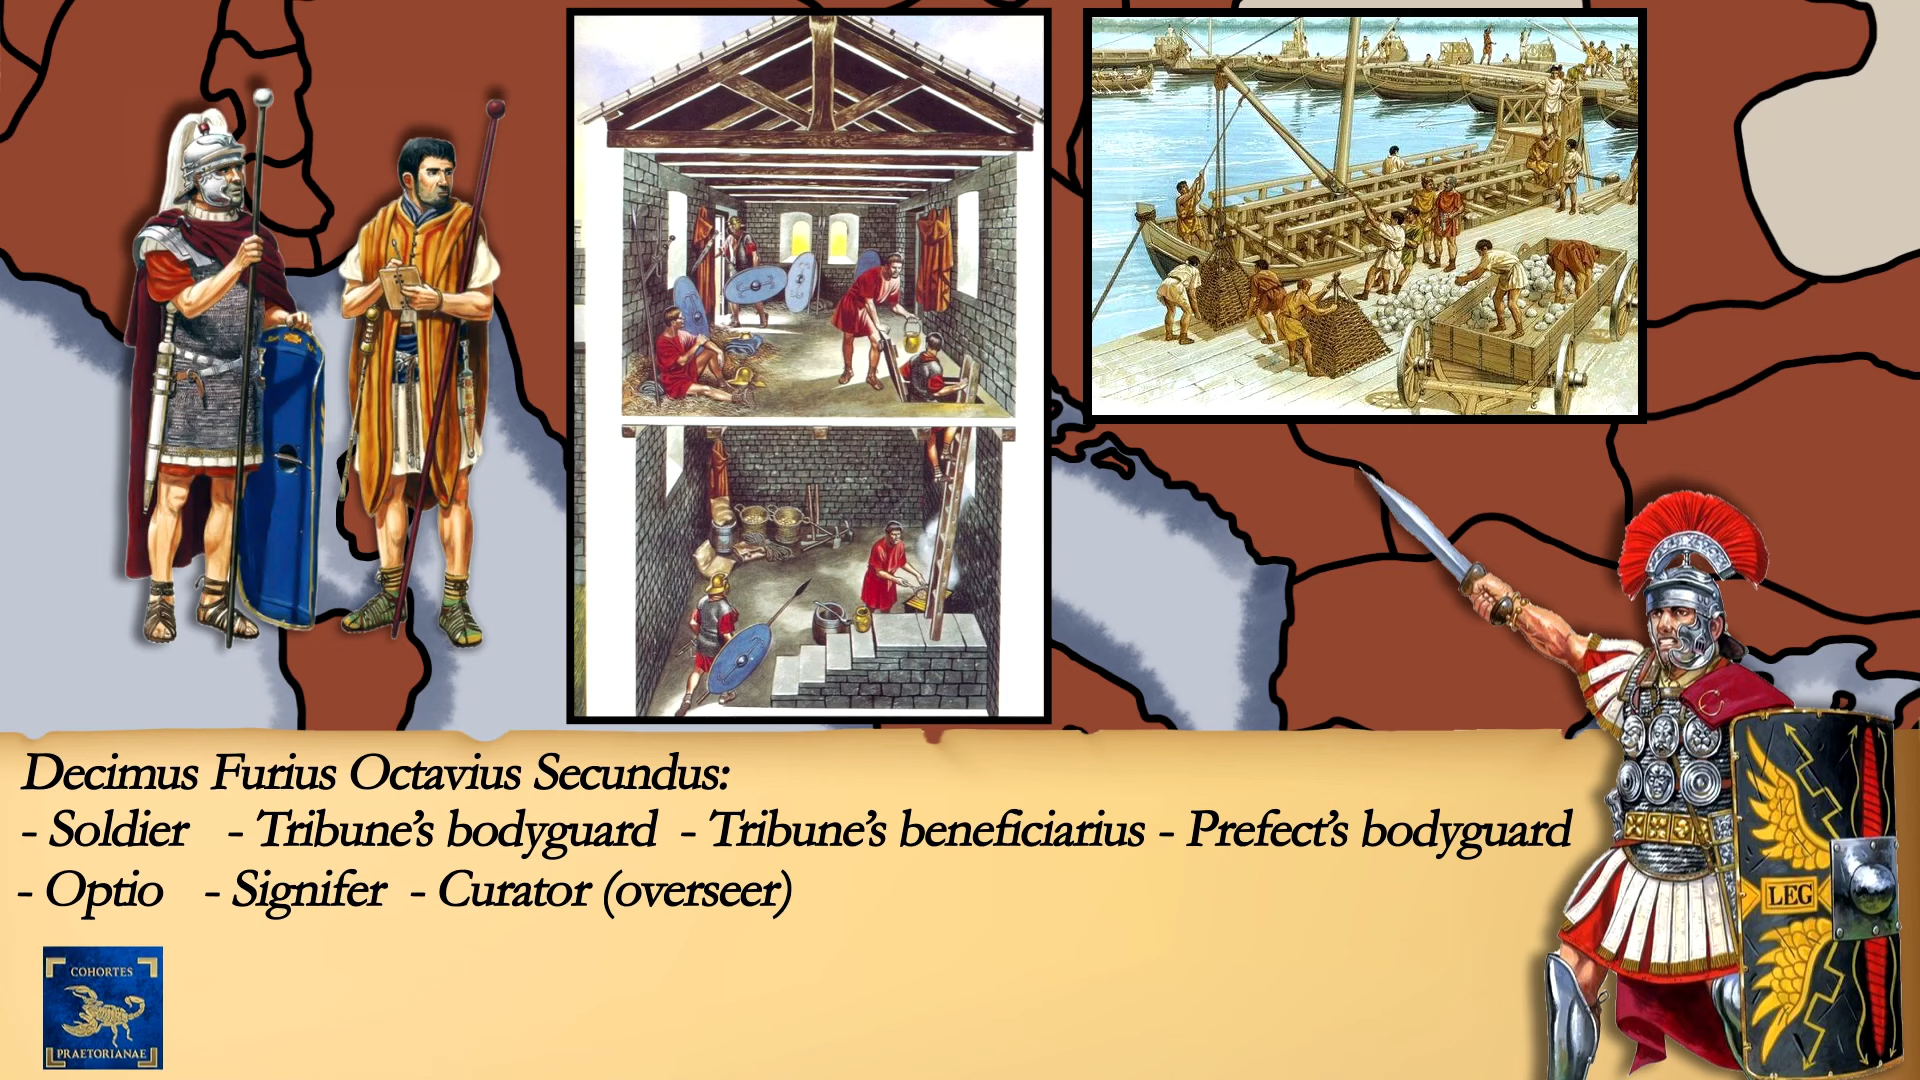 Decimus Furius Octavius Secundus:
- Soldier - Tribune’s bodyguard - Tribune’s beneficiarius - Prefect’s bodyguard
- Optio - Signifer - Curator (overseer)
LEG
COHORTES
PRAETORIANAE